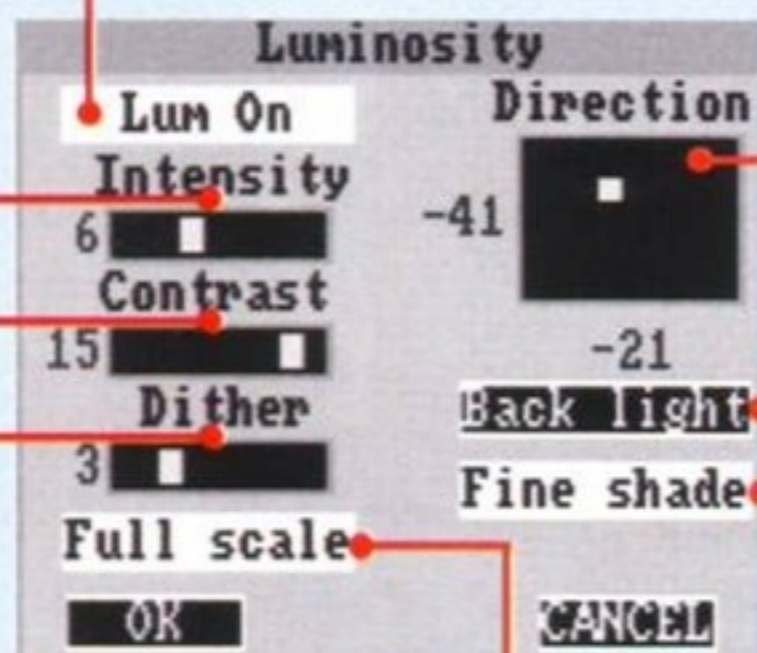 Luminosity
Lum On
Direction
Intensity
6
-41
Contrast
15
-21
Dither
Back light
3
Fine shade
Full scale
OK
CANCEL